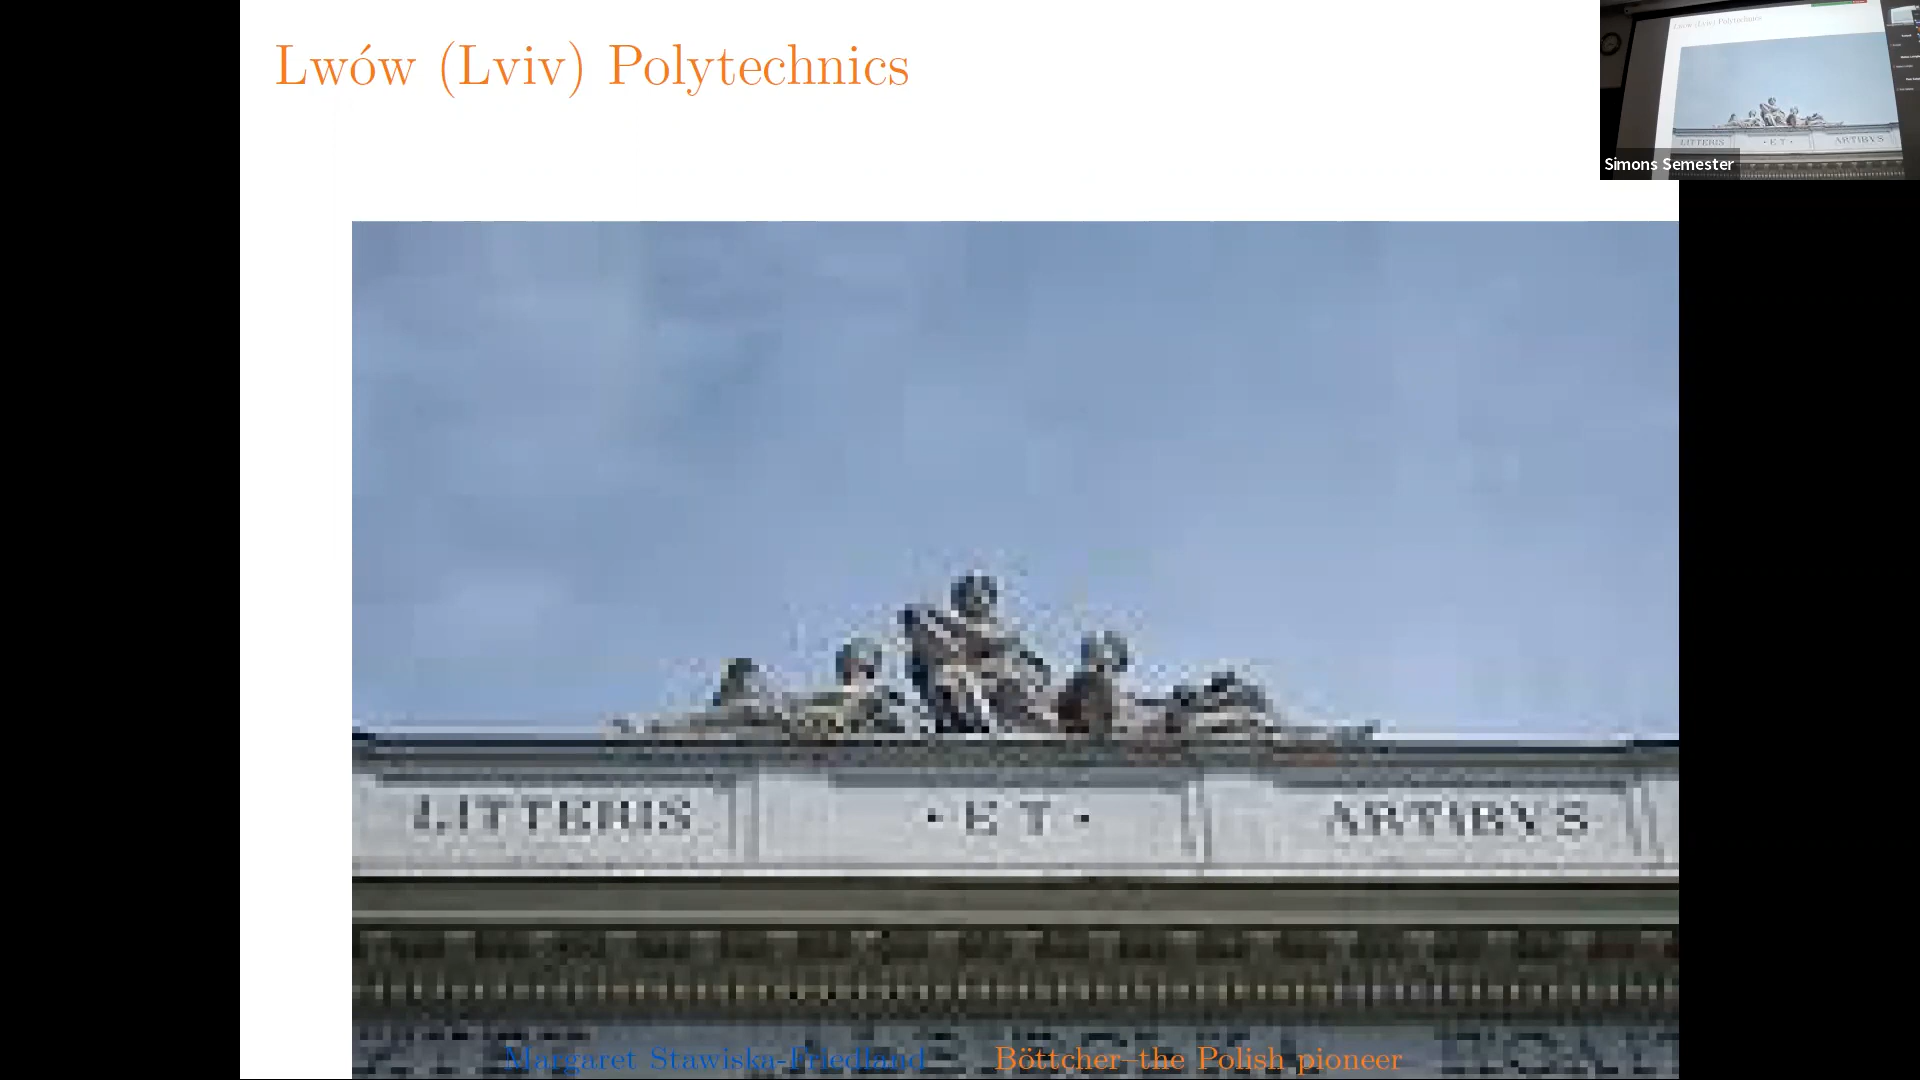 Lwów (Lviv) Polytechnics
Simons Semester
LITTERIS · ET · ARTIBVS
Margaret Stawiska-Friedland Böttcher–the Polish pioneer